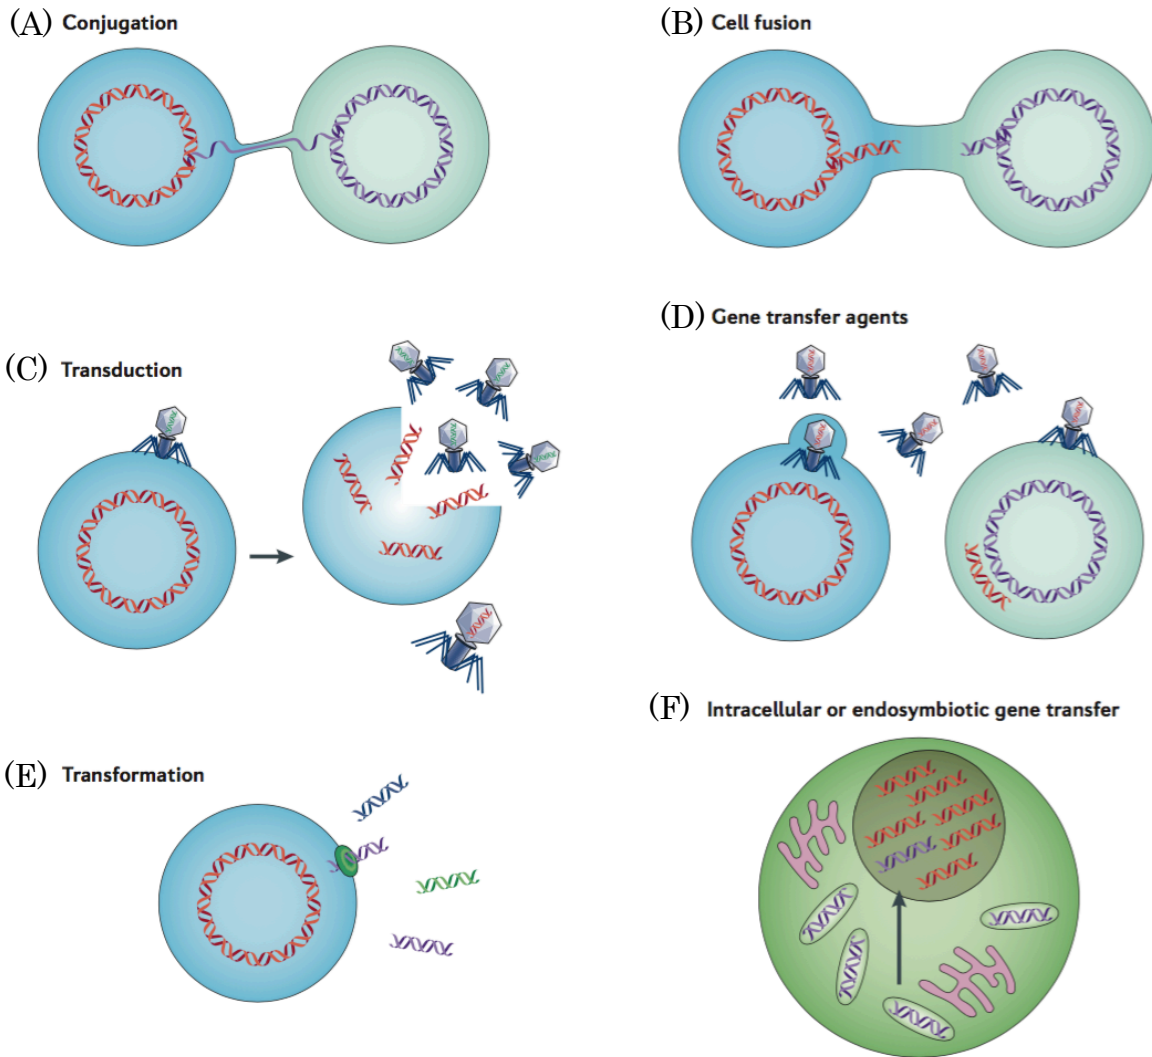 (A) Conjugation
(B) Cell fusion
(C) Transduction
(D) Gene transfer agents
(E) Transformation
(F) Intracellular or endosymbiotic gene transfer